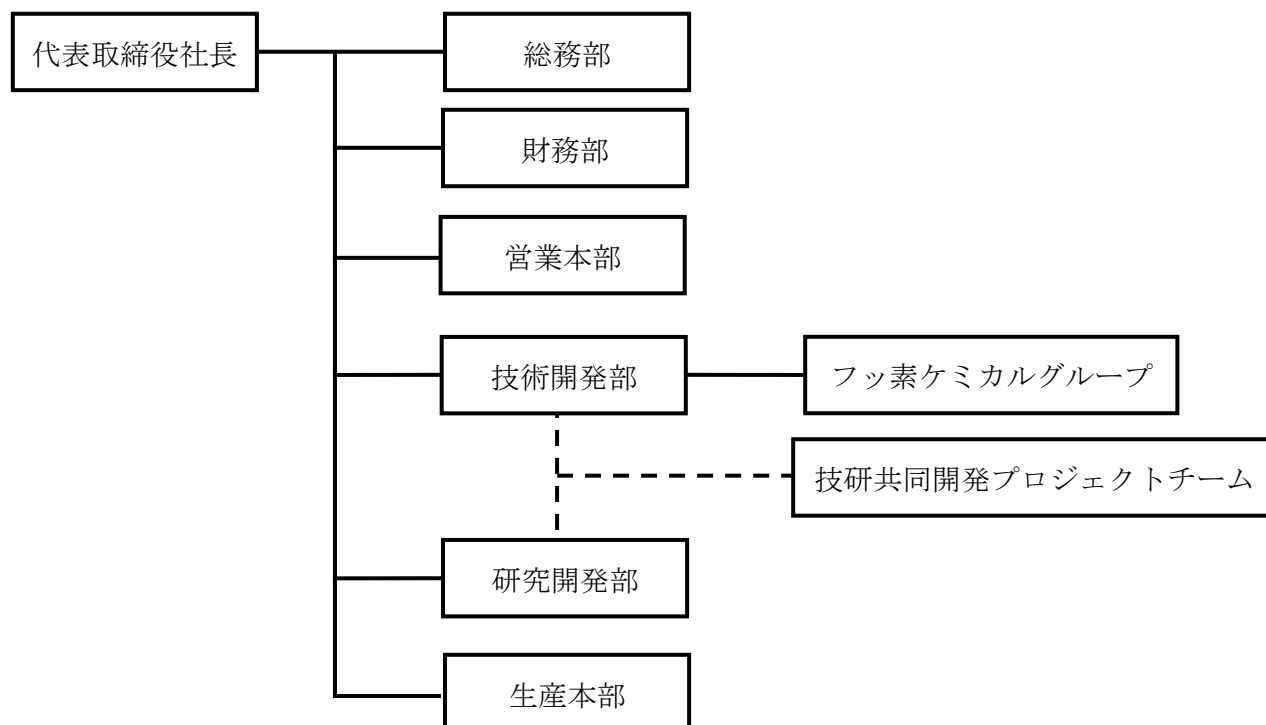 代表取締役社長
総務部
財務部
営業本部
技術開発部
フッ素ケミカルグループ
技研共同開発プロジェクトチーム
研究開発部
生産本部